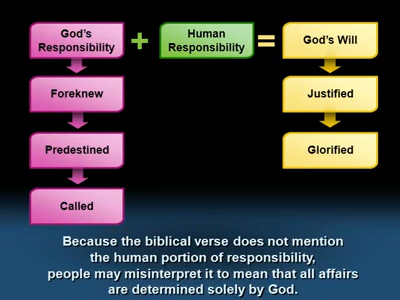 God's
Responsibility
+
Human
Responsibility
=
God's Will
Foreknew
Justified
Predestined
Glorified
Called
Because the biblical verse does not mention
the human portion of responsibility,
people may misinterpret it to mean that all affairs
are determined solely by God.